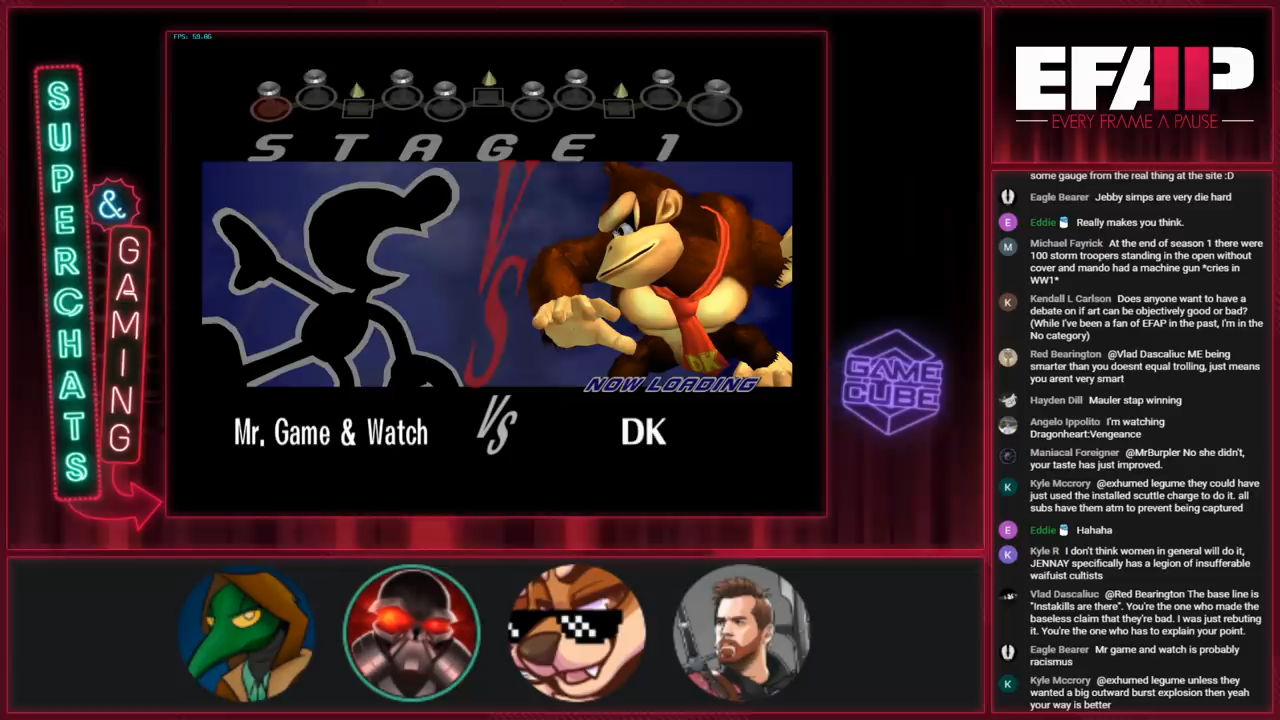 FPS: 59.06
STAGE 1
VS
DK
NOW LOADING
Mr. Game & Watch
VS
DK
SUPERCHATS
&
GAMING
GAME
CUBE
EFAP
EVERY FRAME A PAUSE
some gauge from the real thing at the site :D
Eagle Bearer Jebby simps are very die hard
E
Eddie Really makes you think.
M
Michael Fayrick At the end of season 1 there were
100 storm troopers standing in the open without
cover and mando had a machine gun *cries in
WW1*
K
Kendall L Carlson Does anyone want to have a
debate on if art can be objectively good or bad?
(While I've been a fan of EFAP in the past, I'm in the
No category)
Red Bearington @Vlad Dascaliuc ME being
smarter than you doesnt equal trolling, just means
you arent very smart
Hayden Dill Mauler stap winning
Angelo Ippolito I'm watching
Dragonheart:Vengeance
Maniacal Foreigner @MrBurpler No she didn't,
your taste has just improved.
K
Kyle Mccrory @exhumed legume they could have
just used the installed scuttle charge to do it. all
subs have them atm to prevent being captured
E
Eddie Hahaha
K
Kyle R I don't think women in general will do it,
JENNAY specifically has a legion of insufferable
waifuist cultists
Vlad Dascaliuc @Red Bearington The base line is
"Instakills are there". You're the one who made the
baseless claim that they're bad. I was just rebuting
it. You're the one who has to explain your point.
Eagle Bearer Mr game and watch is probably
racismus
K
Kyle Mccrory @exhumed legume unless they
wanted a big outward burst explosion then yeah
your way is better